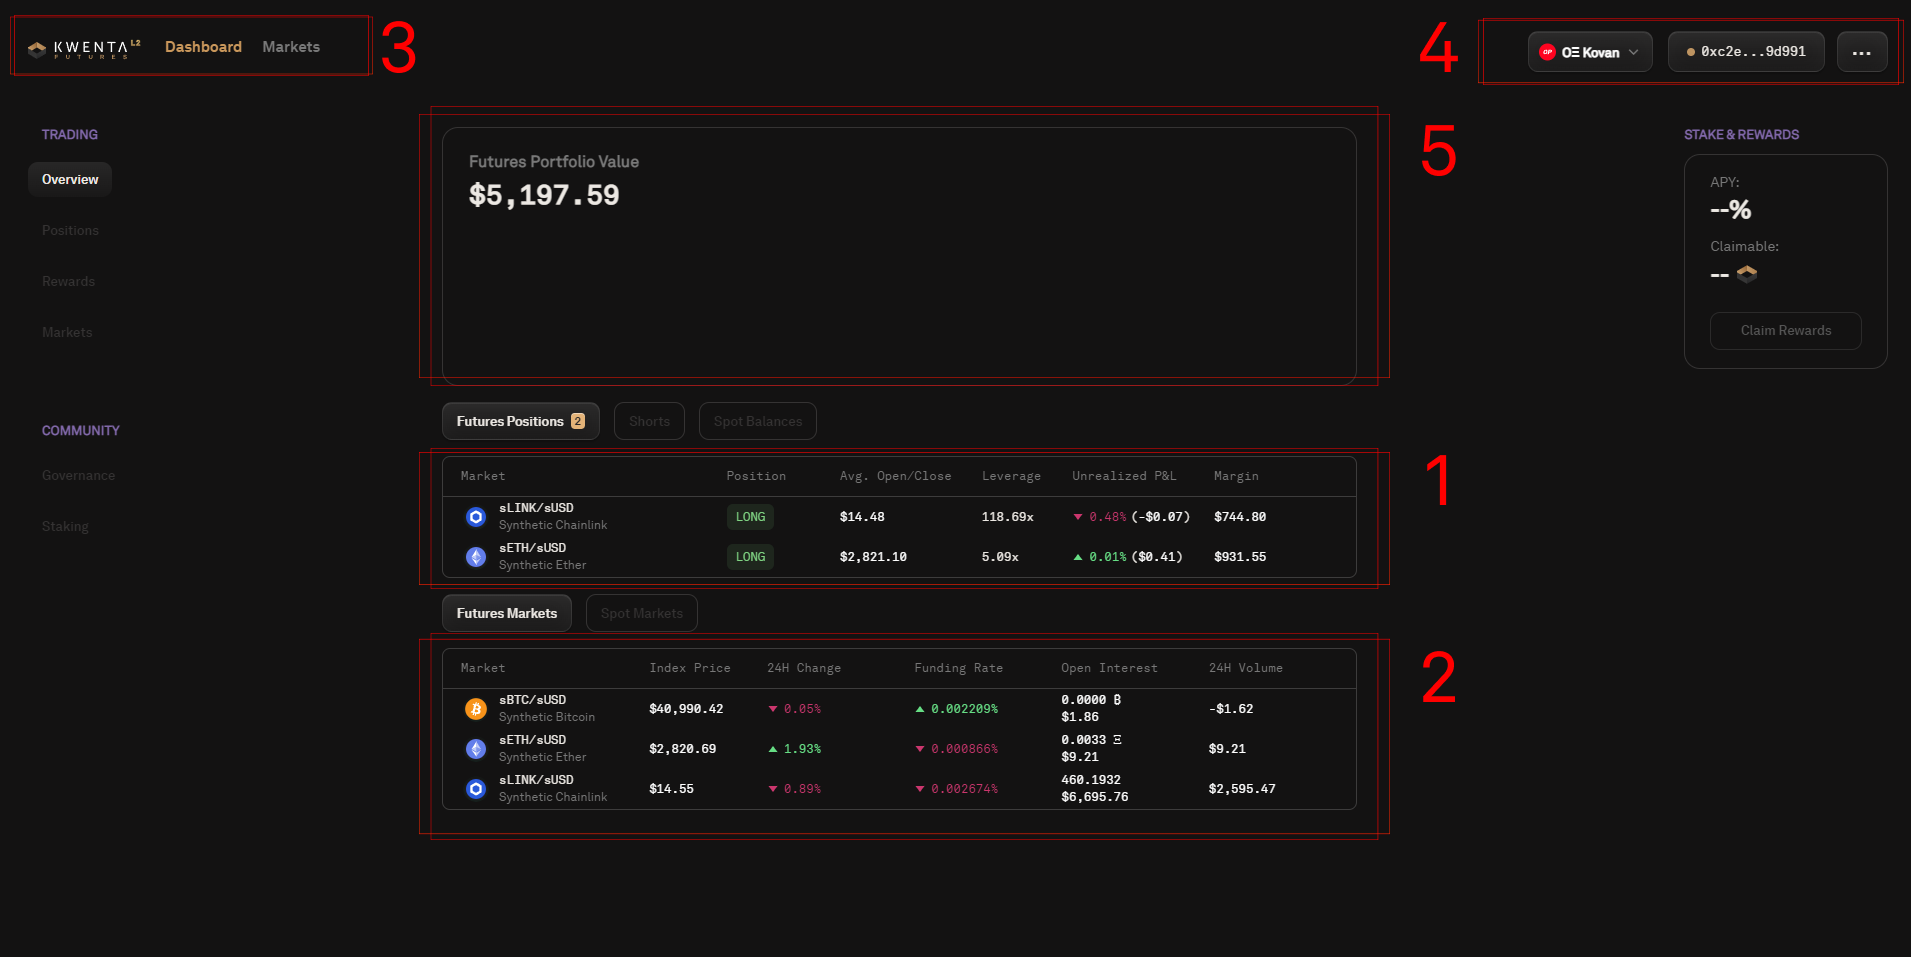 KWENTA L2
FUTURES
Dashboard
Markets
3
4
OP OΞ Kovan
0xc2e...9d991
...
TRADING
Overview
Positions
Rewards
Markets
COMMUNITY
Governance
Staking
Futures Portfolio Value
$5,197.59
5
STAKE & REWARDS
APY:
--%
Claimable:
--
Claim Rewards
Futures Positions 2
Shorts
Spot Balances
Market Position Avg. Open/Close Leverage Unrealized P&L Margin
sLINK/sUSD
Synthetic Chainlink
LONG $14.48 118.69x ▼ 0.48% (-$0.07) $744.80
sETH/sUSD
Synthetic Ether
LONG $2,821.10 5.09x ▲ 0.01% ($0.41) $931.55
1
Futures Markets
Spot Markets
Market Index Price 24H Change Funding Rate Open Interest 24H Volume
sBTC/sUSD
Synthetic Bitcoin
$40,990.42 ▼ 0.05% ▲ 0.002209%
0.0000 ₿
$1.86
-$1.62
sETH/sUSD
Synthetic Ether
$2,820.69 ▲ 1.93% ▼ 0.000866%
0.0033 Ξ
$9.21
$9.21
sLINK/sUSD
Synthetic Chainlink
$14.55 ▼ 0.89% ▼ 0.002674%
460.1932
$6,695.76
$2,595.47
2